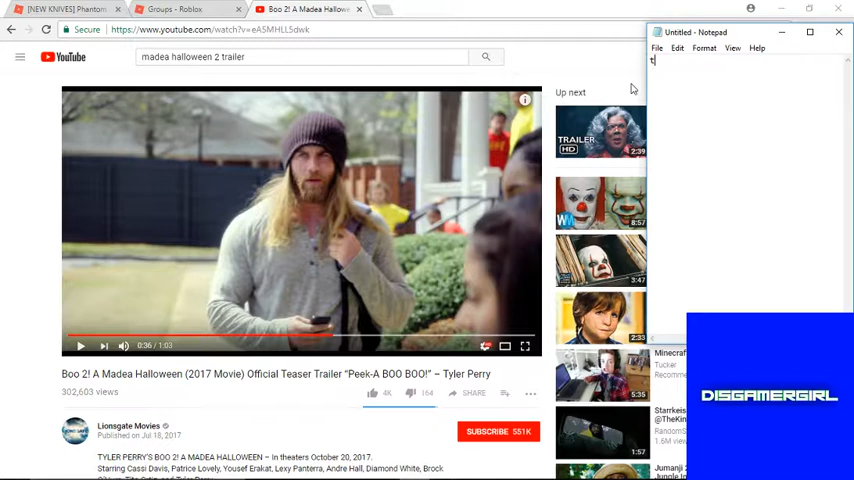 [NEW KNIVES] Phantom
Groups - Roblox
Boo 2! A Madea Hallowe
Secure
https://www.youtube.com/watch?v=eA5MHLL5dwk
YouTube
madea halloween 2 trailer
Untitled - Notepad
File Edit Format View Help
t
Up next
TRAILER
HD
2:39
8:57
3:47
2:33
0:36 / 1:03
Boo 2! A Madea Halloween (2017 Movie) Official Teaser Trailer “Peek-A BOO BOO!” – Tyler Perry
302,603 views
4K
164
SHARE
Lionsgate Movies
Published on Jul 18, 2017
SUBSCRIBE 551K
TYLER PERRY'S BOO 2! A MADEA HALLOWEEN – In theaters October 20, 2017.
Starring Cassi Davis, Patrice Lovely, Yousef Erakat, Lexy Panterra, Andre Hall, Diamond White, Brock
5:35
Minecraf
Tucker
Recomme
1:57
Starrkeis
@TheKin
RandomS
1.6M view
Jumanji 2
DISGAMERGIRL